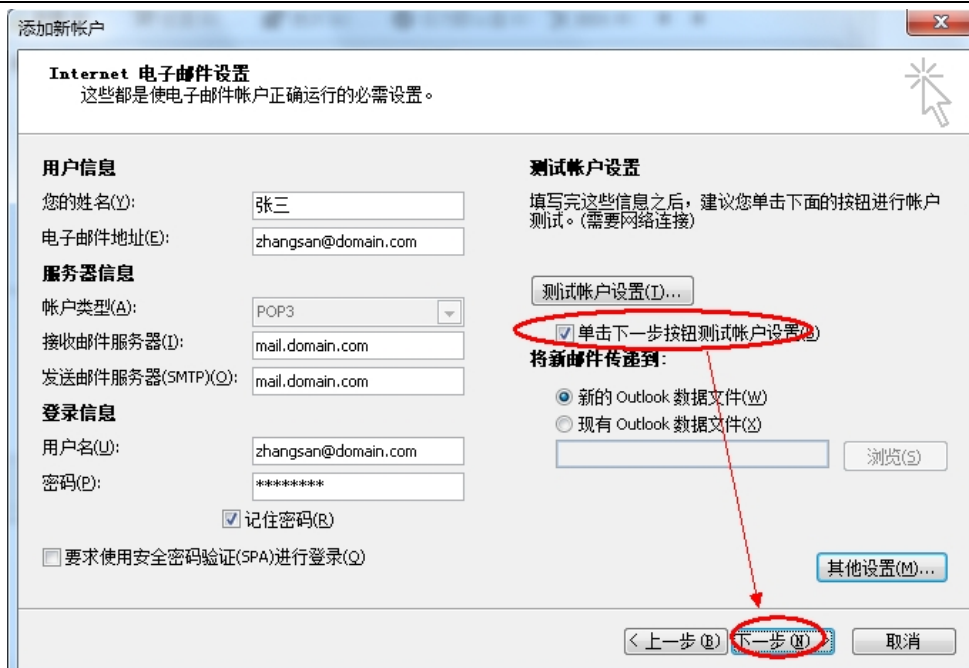 添加新帐户
Internet 电子邮件设置
这些都是使电子邮件帐户正确运行的必需设置。
用户信息
您的姓名(Y):
张三
电子邮件地址(E):
zhangsan@domain.com
服务器信息
帐户类型(A):
POP3
接收邮件服务器(I):
mail.domain.com
发送邮件服务器(SMTP)(O):
mail.domain.com
登录信息
用户名(U):
zhangsan@domain.com
密码(P):
********
记住密码(R)
要求使用安全密码验证(SPA)进行登录(Q)
测试帐户设置
填写完这些信息之后，建议您单击下面的按钮进行帐户
测试。(需要网络连接)
测试帐户设置(T)...
单击下一步按钮测试帐户设置(S)
将新邮件传递到:
新的 Outlook 数据文件(W)
现有 Outlook 数据文件(X)
浏览(S)
其他设置(M)...
< 上一步(B)
下一步(N) >
取消